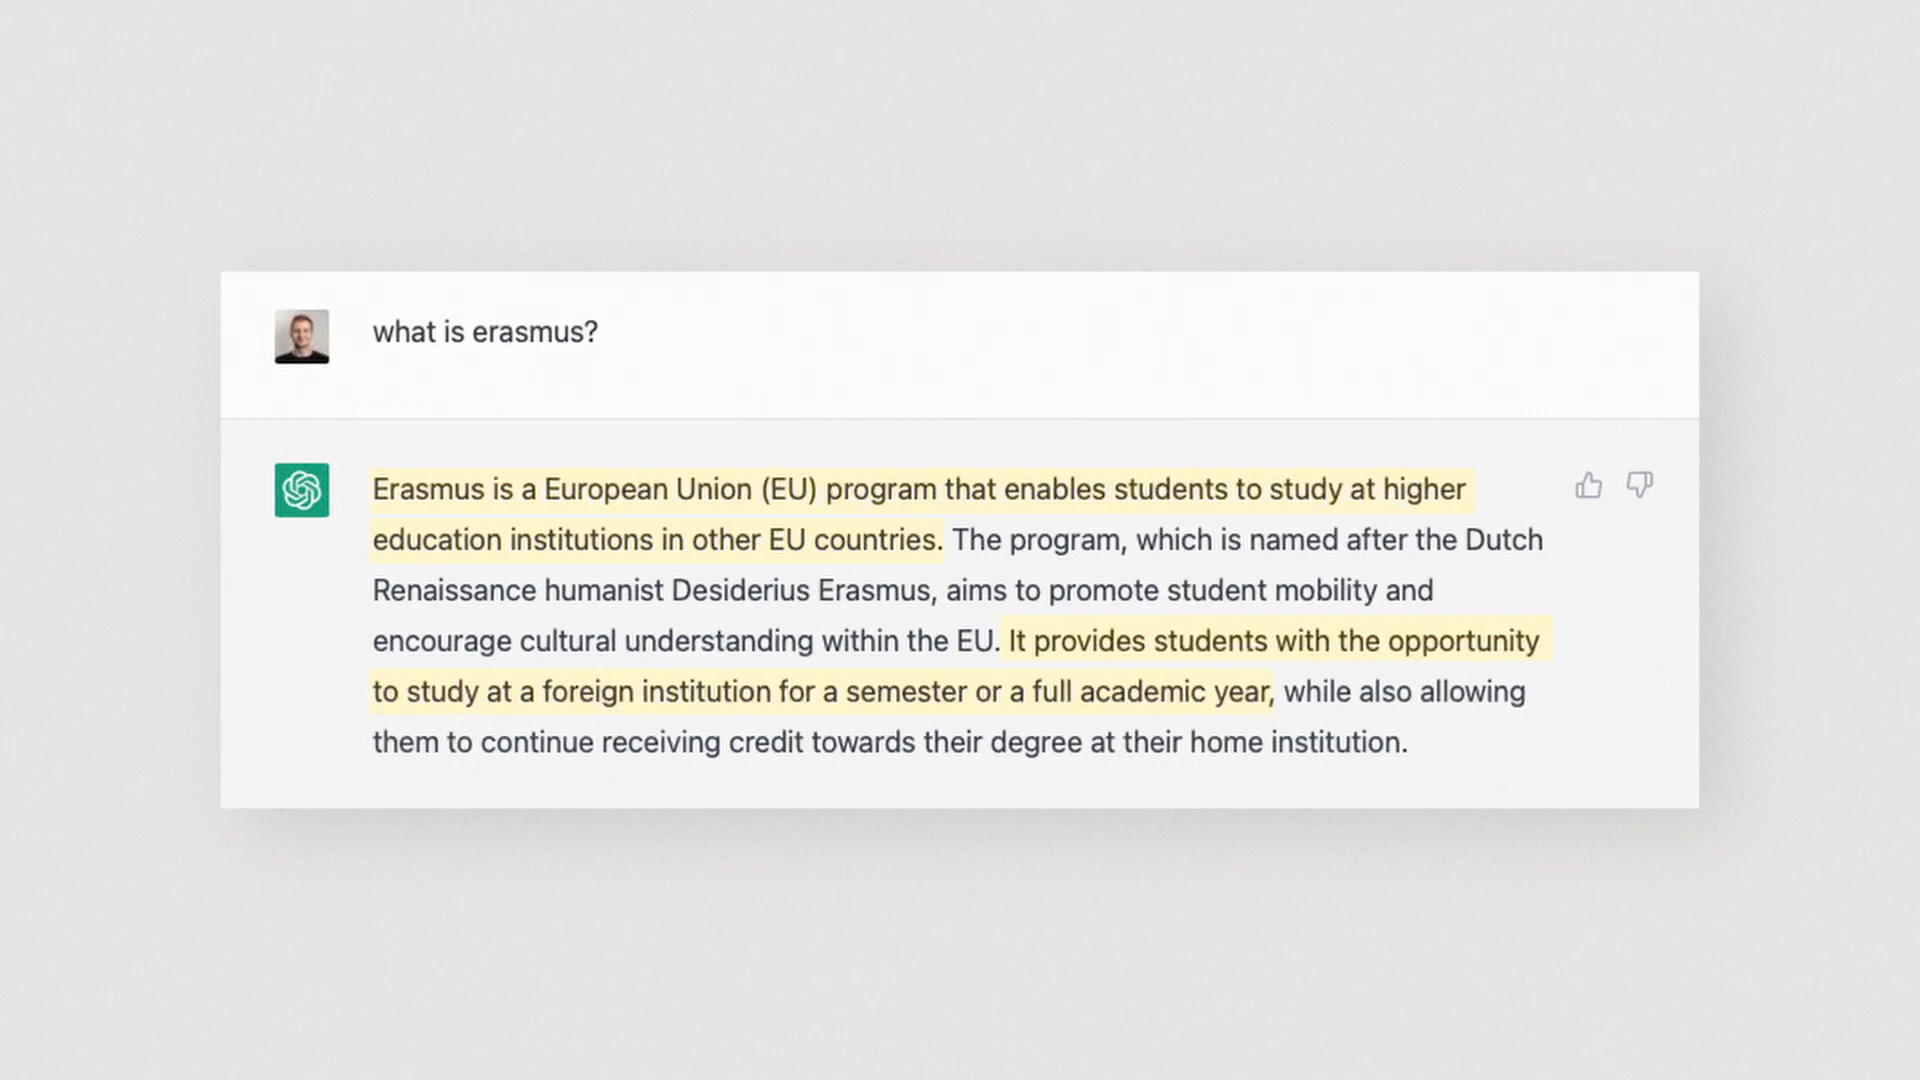 what is erasmus?
Erasmus is a European Union (EU) program that enables students to study at higher
education institutions in other EU countries. The program, which is named after the Dutch
Renaissance humanist Desiderius Erasmus, aims to promote student mobility and
encourage cultural understanding within the EU. It provides students with the opportunity
to study at a foreign institution for a semester or a full academic year, while also allowing
them to continue receiving credit towards their degree at their home institution.